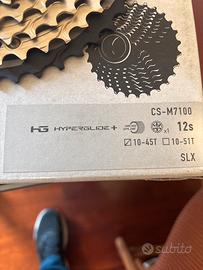 CS-M7100
HG HYPERGLIDE+ x1 12s
10-45T 10-51T
SLX
subito